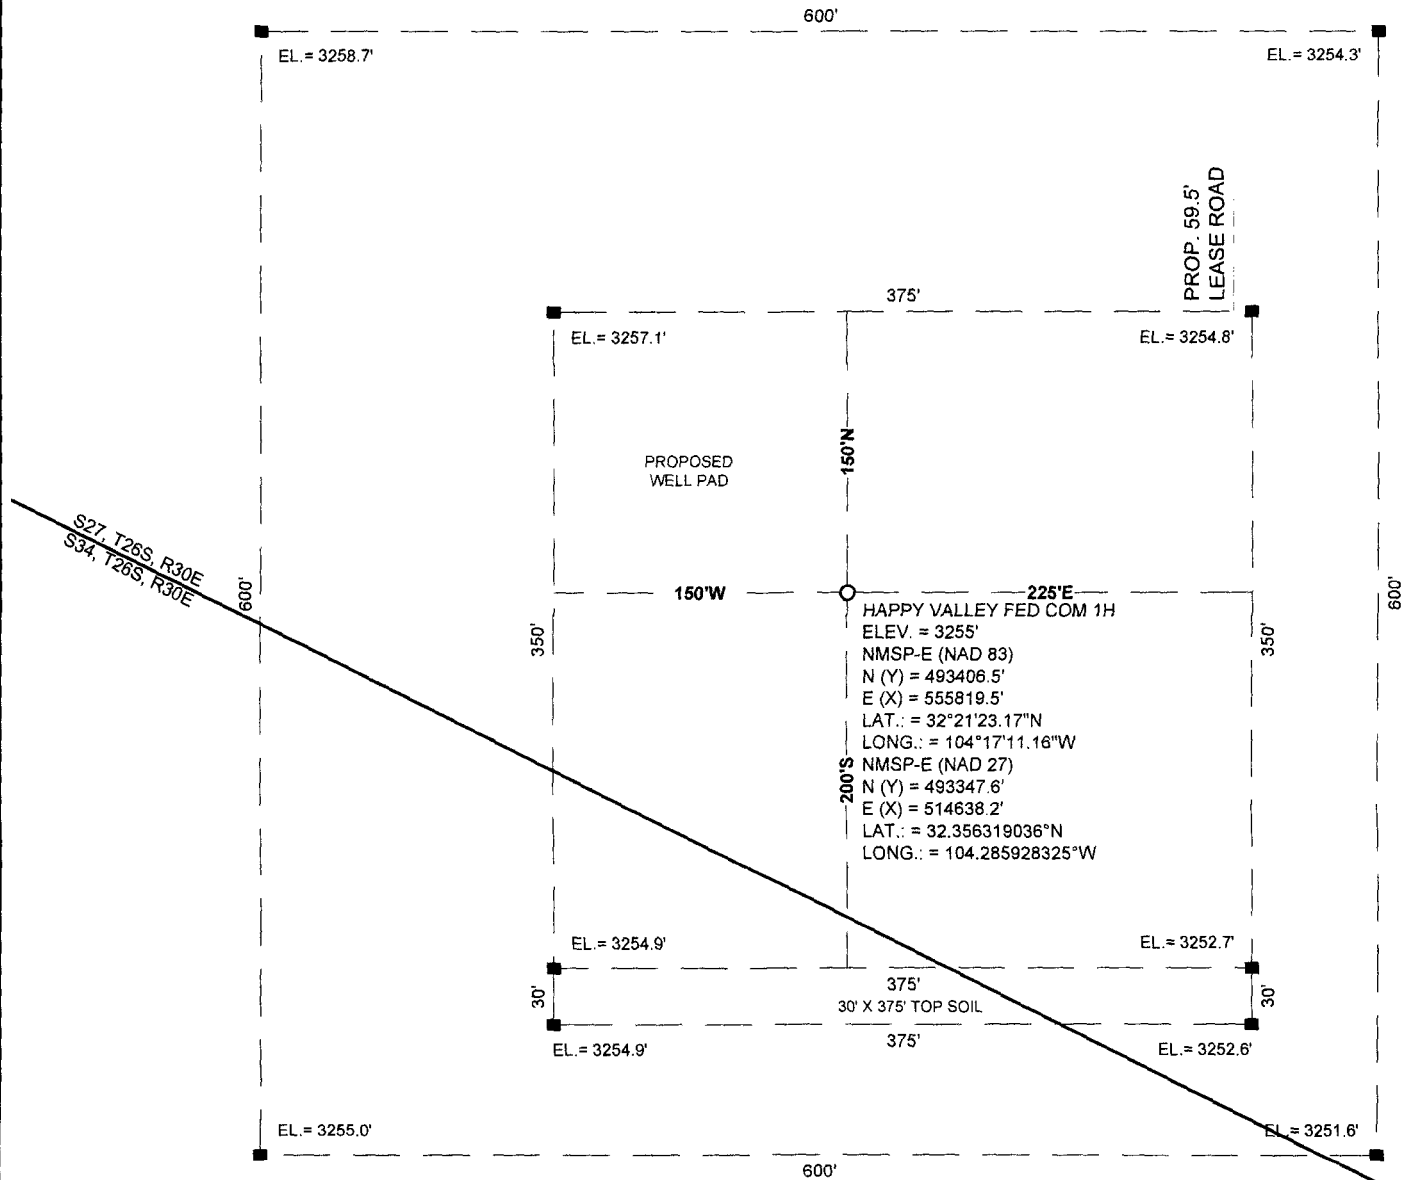 600'
EL.= 3258.7'
EL.= 3254.3'
PROP. 59.5'
LEASE ROAD
375'
EL.= 3257.1'
EL.= 3254.8'
150'N
PROPOSED
WELL PAD
S27, T26S, R30E
S34, T26S, R30E
600'
150'W
225'E
600'
350'
350'
HAPPY VALLEY FED COM 1H
ELEV. = 3255'
NMSP-E (NAD 83)
N (Y) = 493406.5'
E (X) = 555819.5'
LAT.: = 32°21'23.17"N
LONG.: = 104°17'11.16"W
200'S
NMSP-E (NAD 27)
N (Y) = 493347.6'
E (X) = 514638.2'
LAT.: = 32.356319036°N
LONG.: = 104.285928325°W
EL.= 3254.9'
EL.= 3252.7'
375'
30'
30' X 375' TOP SOIL
30'
375'
EL.= 3254.9'
EL.= 3252.6'
EL.= 3255.0'
EL.= 3251.6'
600'